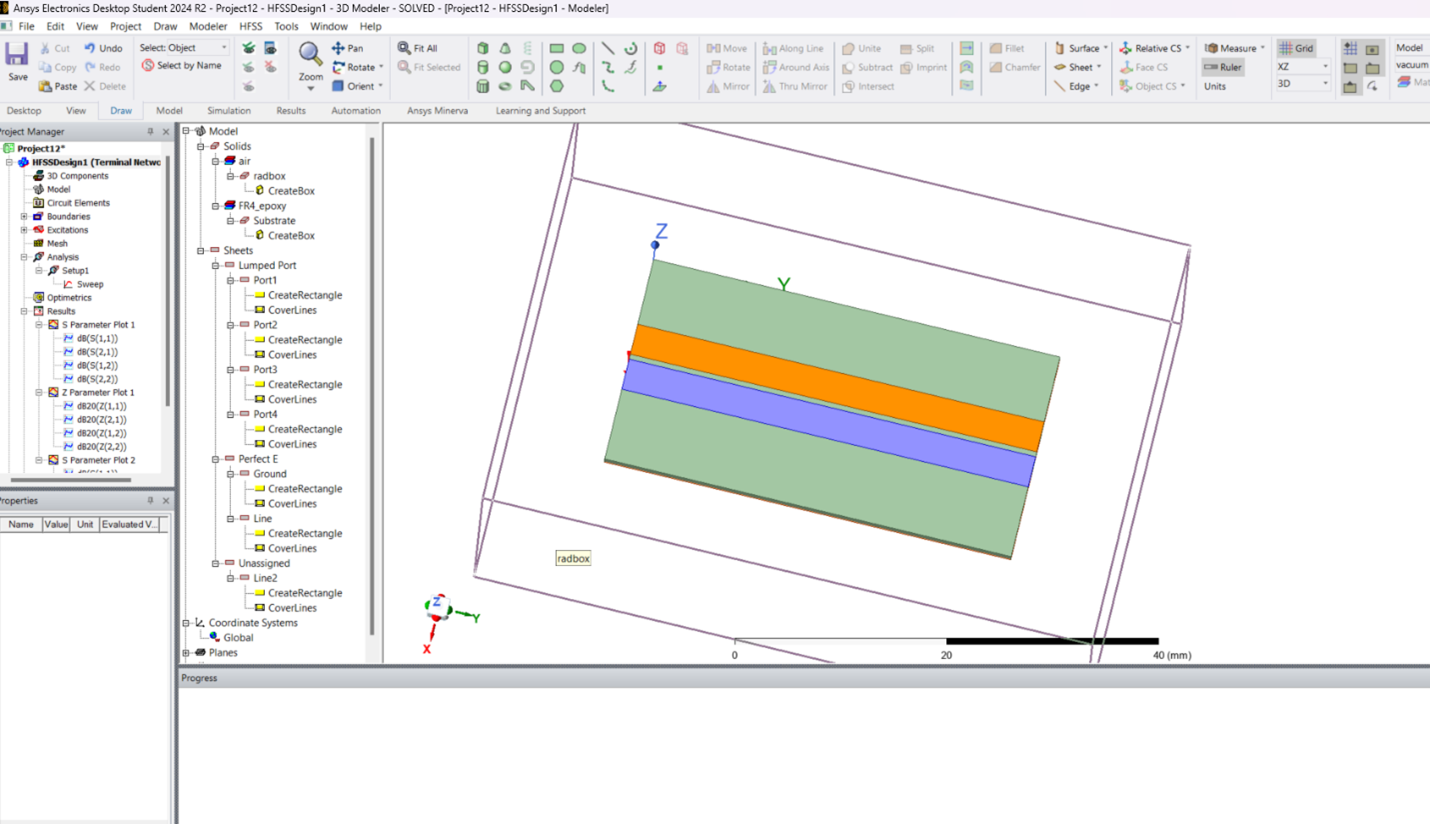 Ansys Electronics Desktop Student 2024 R2 - Project12 - HFSSDesign1 - 3D Modeler - SOLVED - [Project12 - HFSSDesign1 - Modeler]
File Edit View Project Draw Modeler HFSS Tools Window Help
Save
Cut Undo
Copy Redo
Paste Delete
Select: Object
Select by Name
Zoom
Pan
Rotate
Orient
Fit All
Fit Selected
Move Along Line
Rotate Around Axis
Mirror Thru Mirror
Unite Split
Subtract Imprint
Intersect
Fillet
Chamfer
Surface
Sheet
Edge
Relative CS
Face CS
Object CS
Measure
Ruler
Units
Grid
XZ
3D
Model
vacuum
Desktop View Draw Model Simulation Results Automation Ansys Minerva Learning and Support
Project Manager
Project12*
HFSSDesign1 (Terminal Netwo
3D Components
Model
Circuit Elements
Boundaries
Excitations
Mesh
Analysis
Setup1
Sweep
Optimetrics
Results
S Parameter Plot 1
dB(S(1,1))
dB(S(2,1))
dB(S(1,2))
dB(S(2,2))
Z Parameter Plot 1
dB20(Z(1,1))
dB20(Z(2,1))
dB20(Z(1,2))
dB20(Z(2,2))
S Parameter Plot 2
Properties
Name Value Unit Evaluated V...
Model
Solids
air
radbox
CreateBox
FR4_epoxy
Substrate
CreateBox
Sheets
Lumped Port
Port1
CreateRectangle
CoverLines
Port2
CreateRectangle
CoverLines
Port3
CreateRectangle
CoverLines
Port4
CreateRectangle
CoverLines
Perfect E
Ground
CreateRectangle
CoverLines
Line
CreateRectangle
CoverLines
Unassigned
Line2
CreateRectangle
CoverLines
Coordinate Systems
Global
Planes
Z
Y
radbox
Z
Y
X
0 20 40 (mm)
Progress